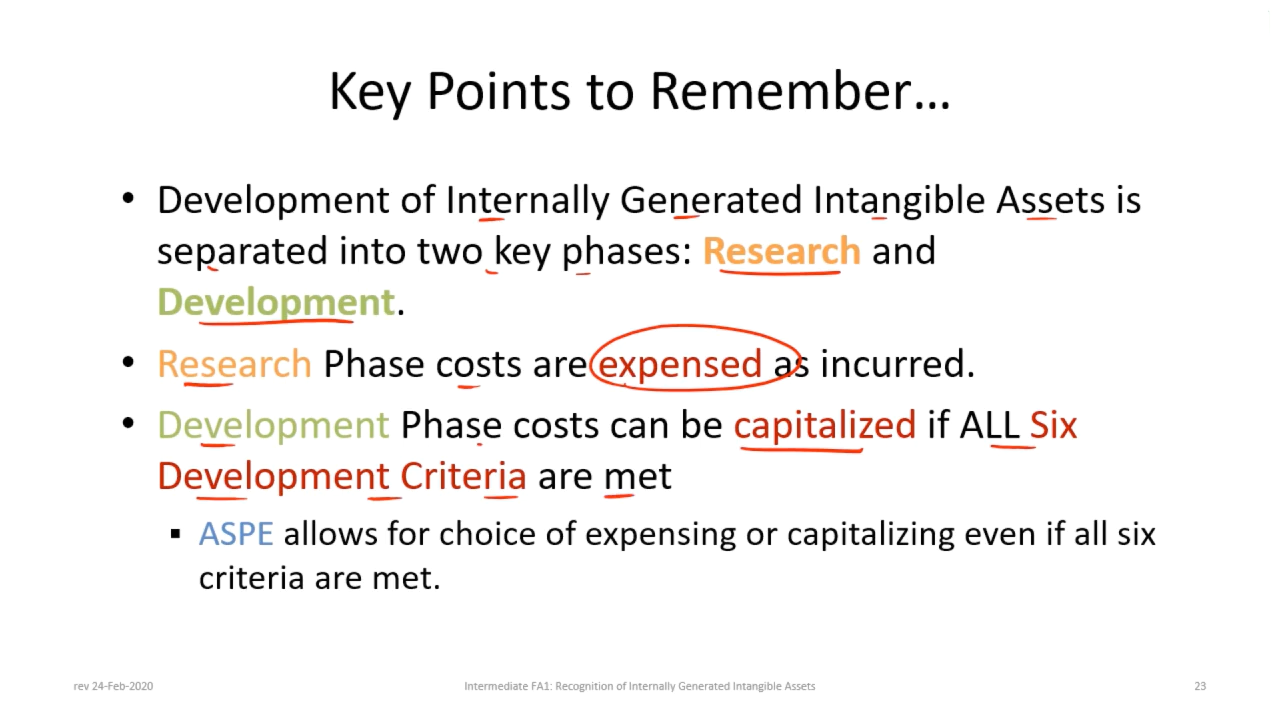 Key Points to Remember…
• Development of Internally Generated Intangible Assets is
separated into two key phases: Research and
Development.
• Research Phase costs are expensed as incurred.
• Development Phase costs can be capitalized if ALL Six
Development Criteria are met
▪ ASPE allows for choice of expensing or capitalizing even if all six
criteria are met.
rev 24-Feb-2020 Intermediate FA1: Recognition of Internally Generated Intangible Assets 23